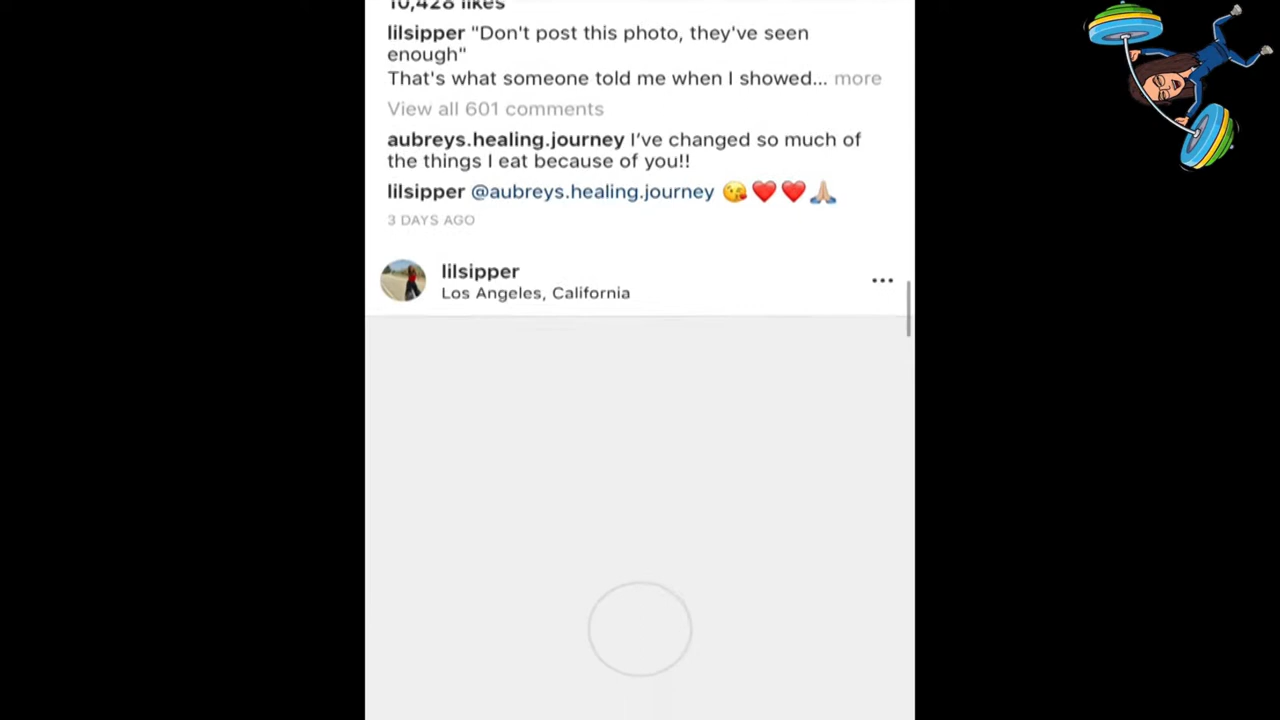 10,428 likes
lilsipper "Don't post this photo, they've seen
enough"
That's what someone told me when I showed... more
View all 601 comments
aubreys.healing.journey I've changed so much of
the things I eat because of you!!
lilsipper @aubreys.healing.journey 😘❤️❤️🙏🏼
3 DAYS AGO
lilsipper
Los Angeles, California